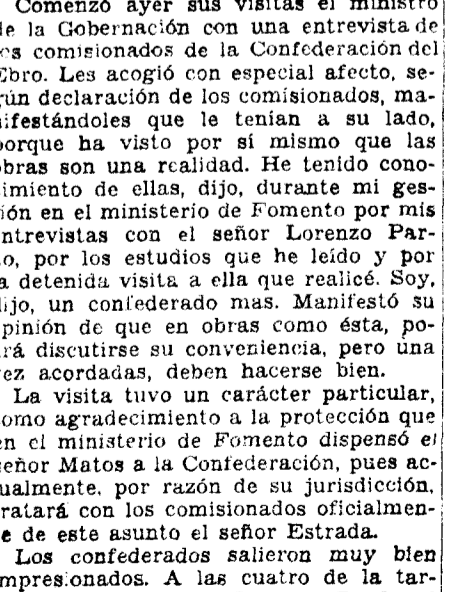 Comenzó ayer sus visitas el ministro
de la Gobernación con una entrevista de
os comisionados de la Confederación del
Ebro. Les acogió con especial afecto, se-
gún declaración de los comisionados, ma-
nifestándoles que le tenían a su lado,
porque ha visto por sí mismo que las
obras son una realidad. He tenido cono-
cimiento de ellas, dijo, durante mi ges-
tión en el ministerio de Fomento por mis
entrevistas con el señor Lorenzo Par-
do, por los estudios que he leído y por
la detenida visita a ella que realicé. Soy,
dijo, un confederado mas. Manifestó su
opinión de que en obras como ésta, po-
drá discutirse su conveniencia, pero una
vez acordadas, deben hacerse bien.
La visita tuvo un carácter particular,
como agradecimiento a la protección que
en el ministerio de Fomento dispensó el
señor Matos a la Confederación, pues ac-
tualmente, por razón de su jurisdicción,
tratará con los comisionados oficialmen-
te de este asunto el señor Estrada.
Los confederados salieron muy bien
impresionados. A las cuatro de la tar-